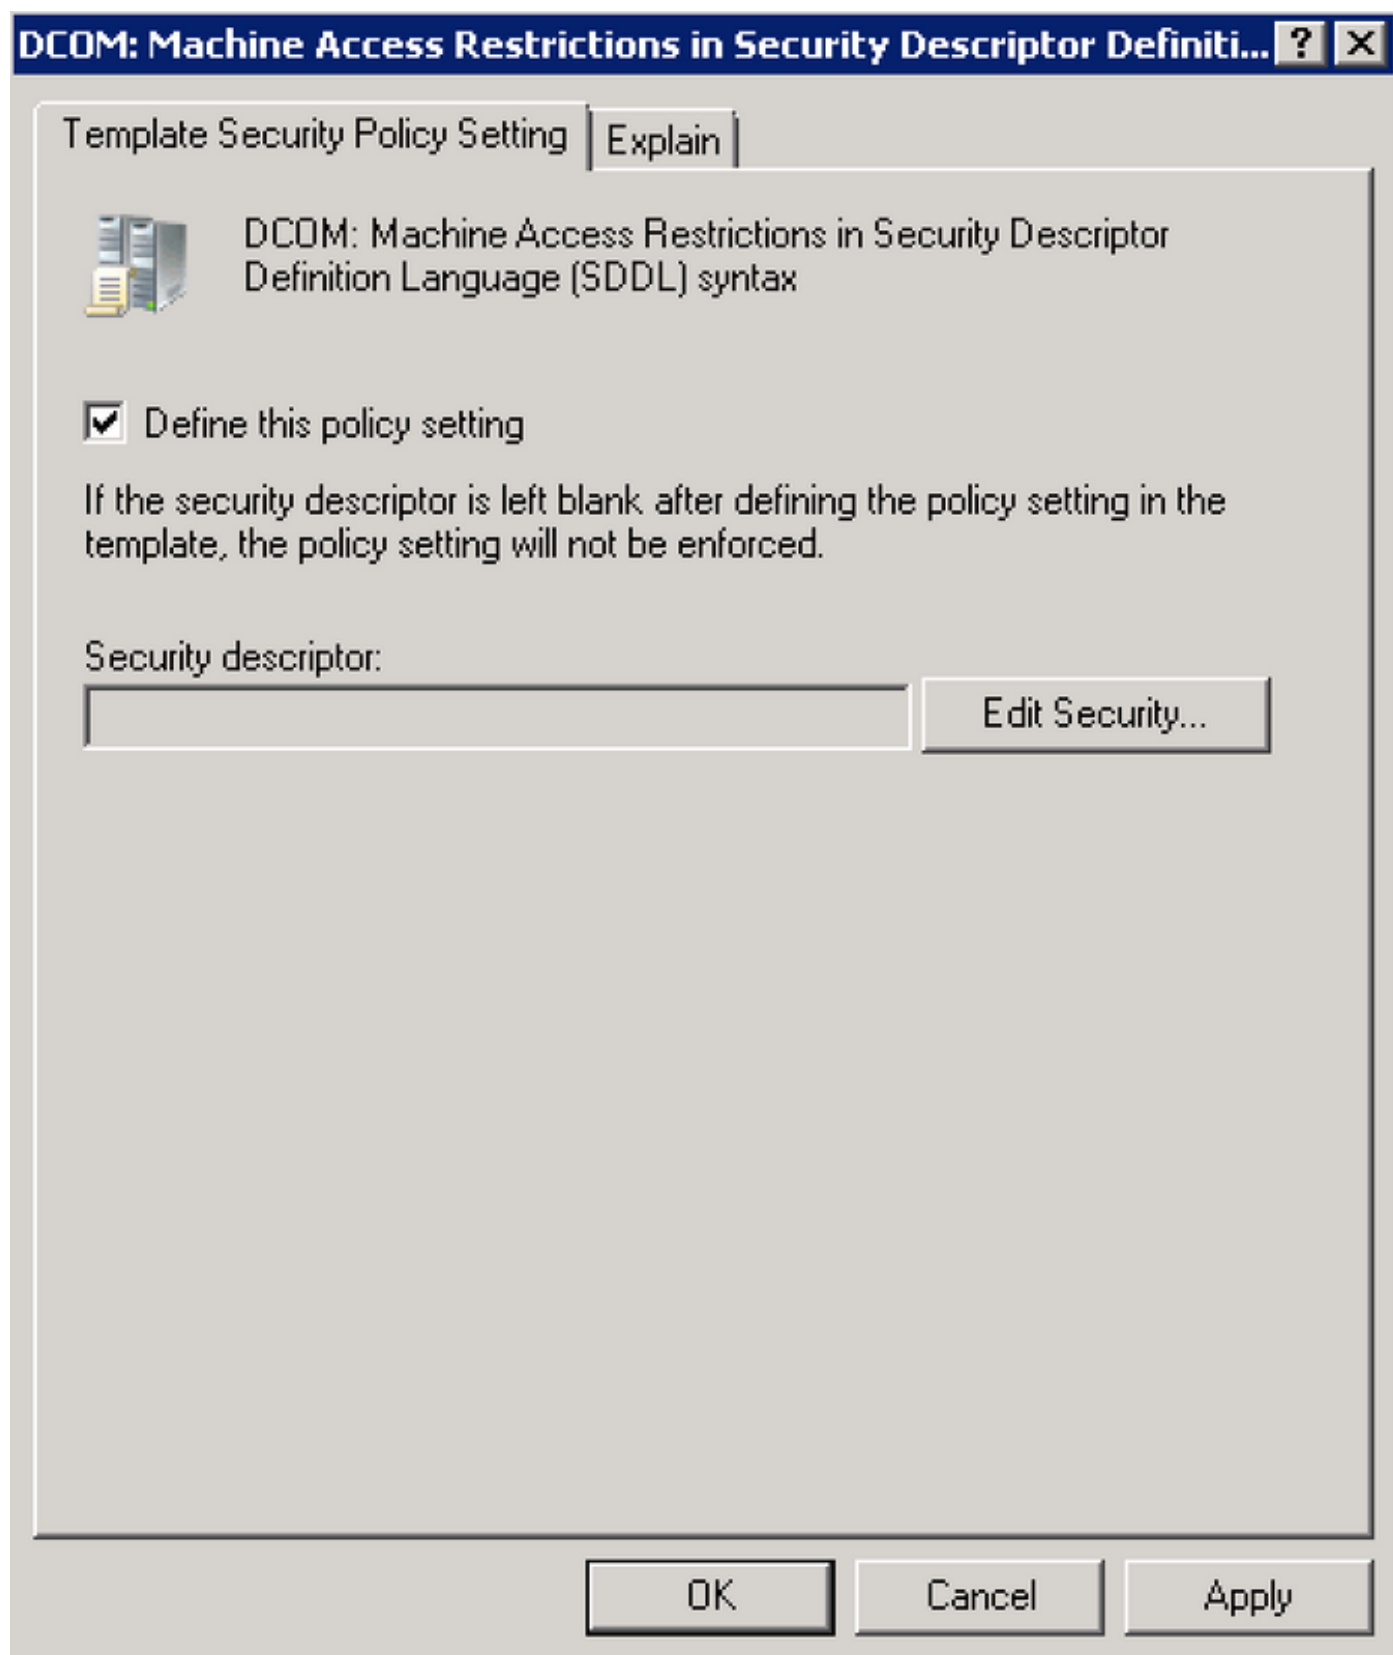 DCOM: Machine Access Restrictions in Security Descriptor Definiti...
Template Security Policy Setting
Explain
DCOM: Machine Access Restrictions in Security Descriptor
Definition Language (SDDL) syntax
Define this policy setting
If the security descriptor is left blank after defining the policy setting in the
template, the policy setting will not be enforced.
Security descriptor:
Edit Security...
OK
Cancel
Apply